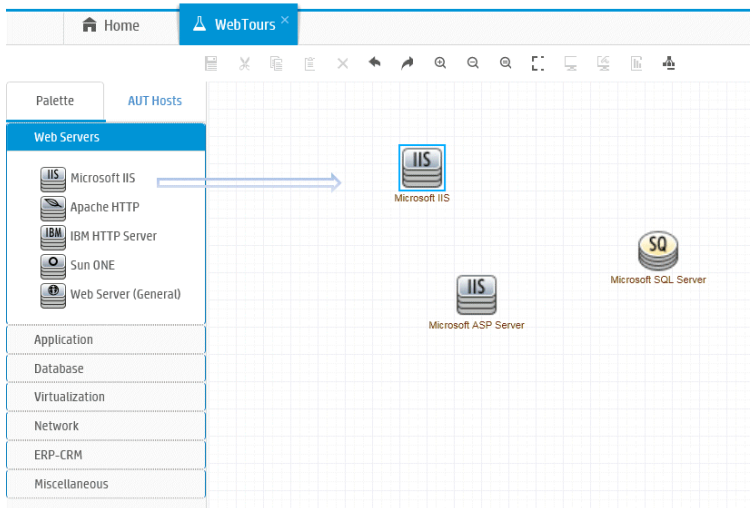 Home
WebTours ×
Palette
AUT Hosts
Web Servers
IIS Microsoft IIS
Apache HTTP
IBM IBM HTTP Server
Sun ONE
Web Server (General)
Application
Database
Virtualization
Network
ERP-CRM
Miscellaneous
IIS
Microsoft IIS
SQ
Microsoft SQL Server
IIS
Microsoft ASP Server